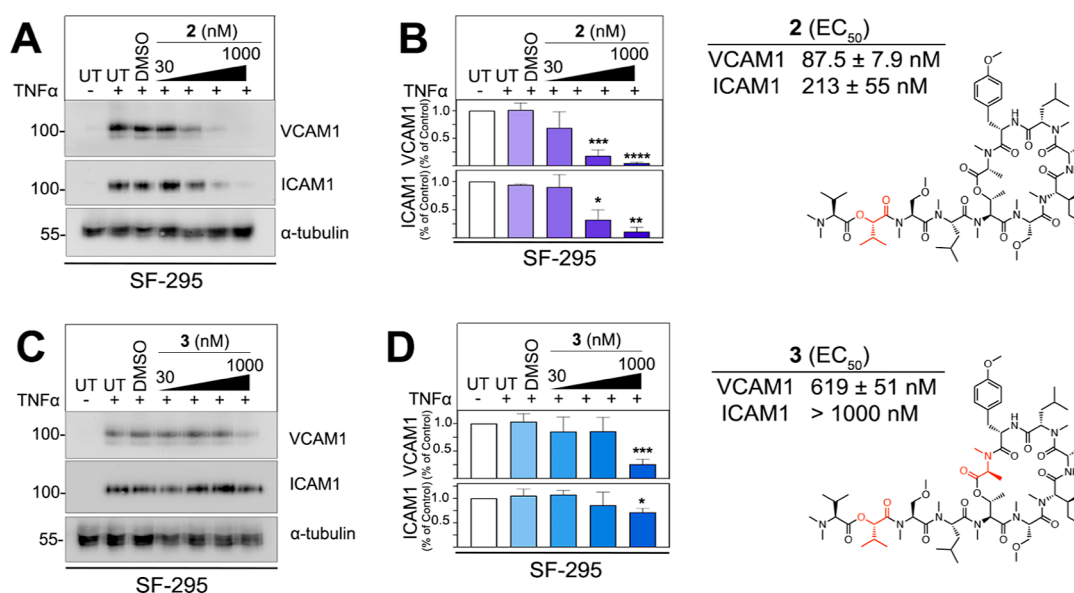 A
2 (nM)
UT
UT
DMSO
30
1000
TNFα
-
+
+
+
+
+
+
100-
VCAM1
100-
ICAM1
55-
α-tubulin
SF-295
B
2 (nM)
UT
UT
DMSO
30
1000
TNFα
-
+
+
+
+
+
VCAM1
(% of Control)
1.0
0.5
***
****
ICAM1
(% of Control)
1.0
0.5
*
**
SF-295
2 (EC50)
VCAM1 87.5 ± 7.9 nM
ICAM1 213 ± 55 nM
C
3 (nM)
UT
UT
DMSO
30
1000
TNFα
-
+
+
+
+
+
+
100-
VCAM1
100-
ICAM1
55-
α-tubulin
SF-295
D
3 (nM)
UT
UT
DMSO
30
1000
TNFα
-
+
+
+
+
+
VCAM1
(% of Control)
1.0
0.5
***
ICAM1
(% of Control)
1.0
0.5
*
SF-295
3 (EC50)
VCAM1 619 ± 51 nM
ICAM1 > 1000 nM